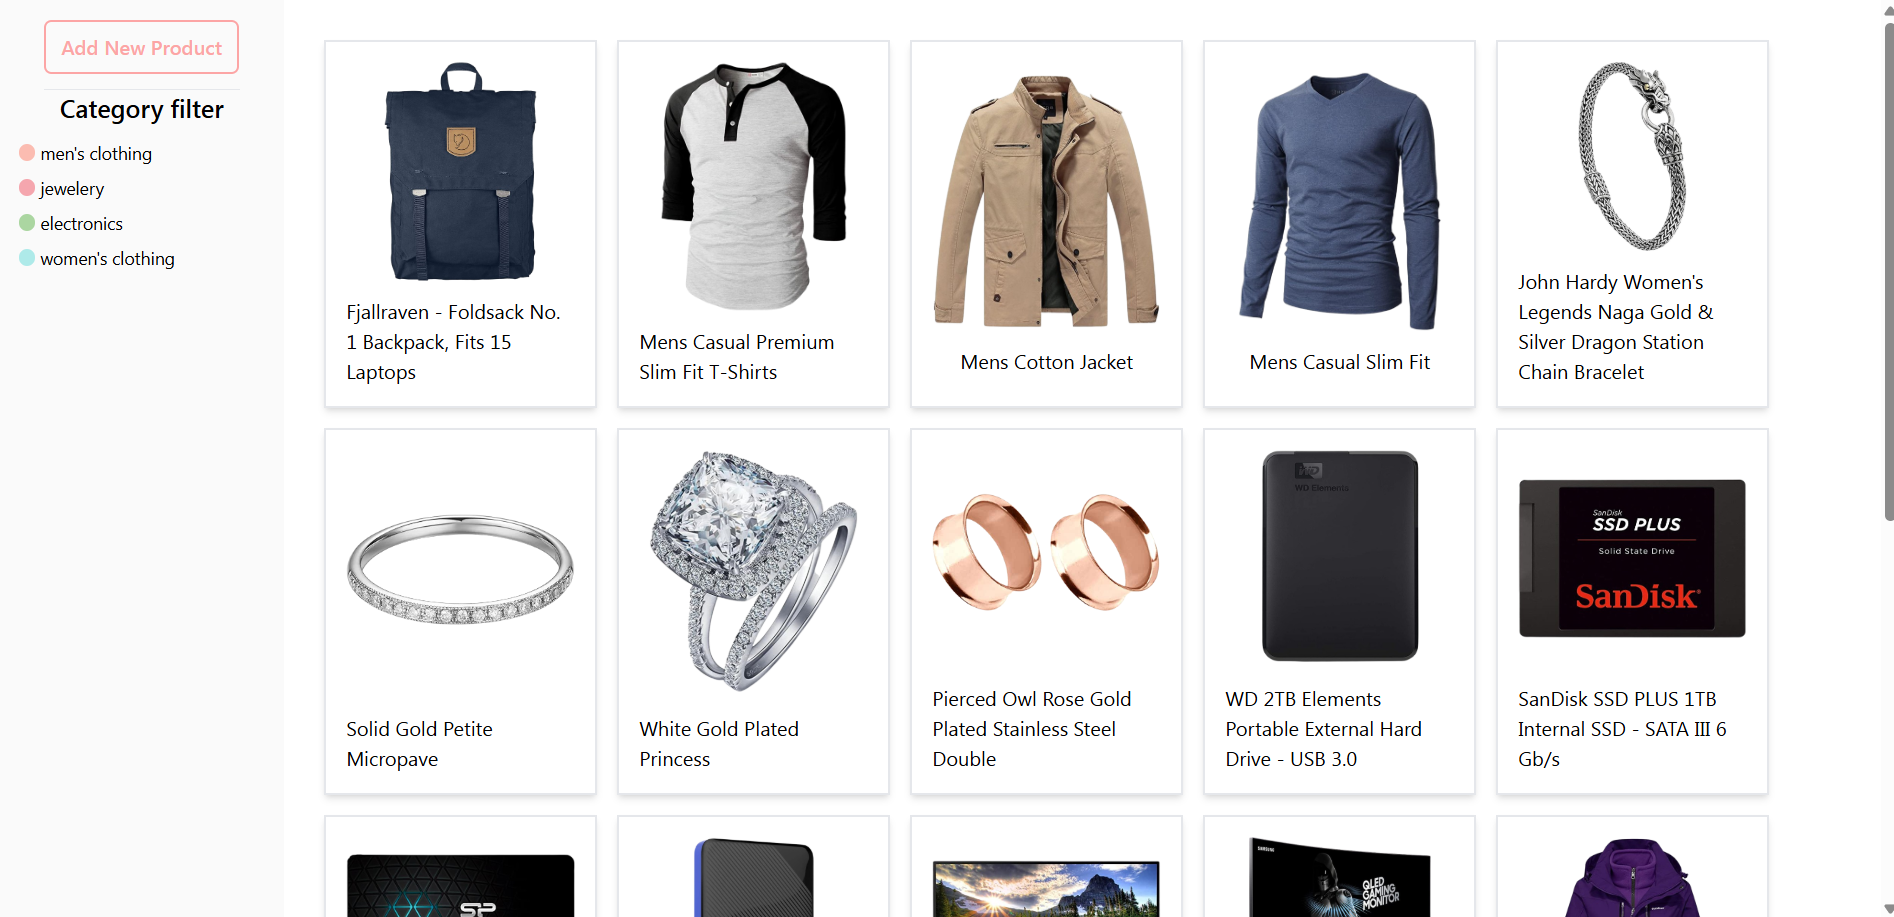 Add New Product
Category filter
men's clothing
jewelery
electronics
women's clothing
Fjallraven - Foldsack No.
1 Backpack, Fits 15
Laptops
Mens Casual Premium
Slim Fit T-Shirts
Mens Cotton Jacket
Mens Casual Slim Fit
John Hardy Women's
Legends Naga Gold &
Silver Dragon Station
Chain Bracelet
WD
WD Elements
SanDisk
SSD PLUS
Solid State Drive
SanDisk
Solid Gold Petite
Micropave
White Gold Plated
Princess
Pierced Owl Rose Gold
Plated Stainless Steel
Double
WD 2TB Elements
Portable External Hard
Drive - USB 3.0
SanDisk SSD PLUS 1TB
Internal SSD - SATA III 6
Gb/s
SP
SAMSUNG
QLED
GAMING
MONITOR